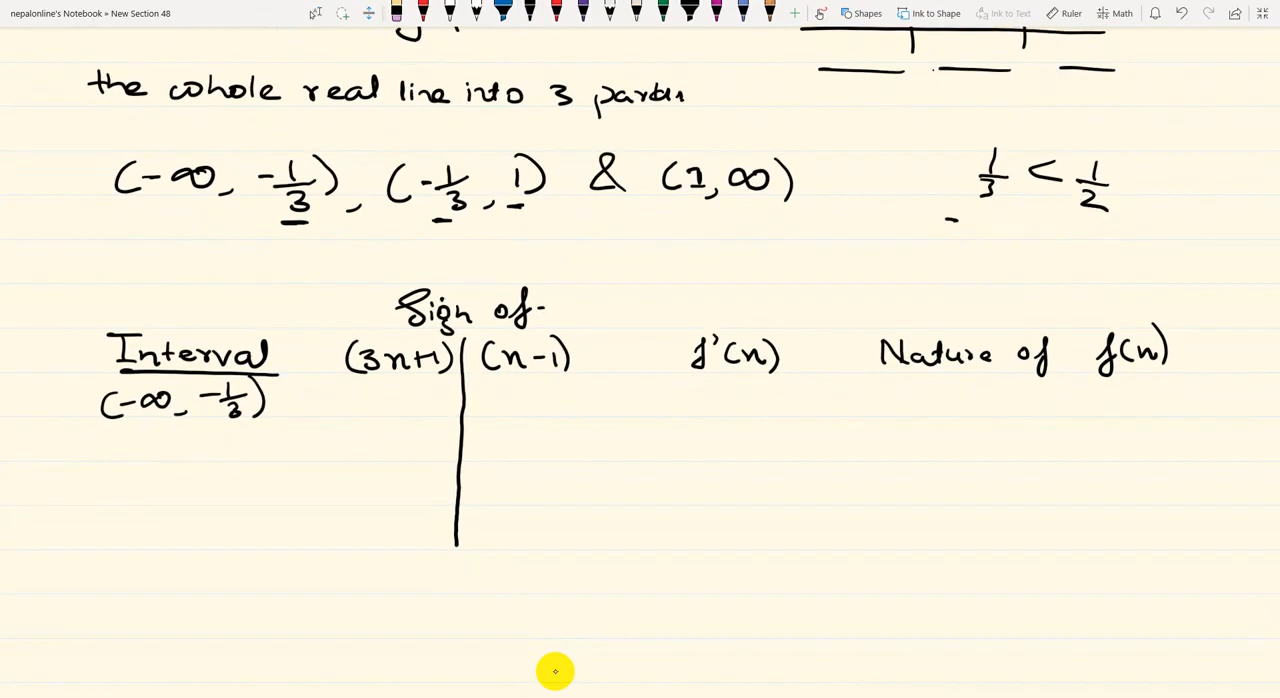 nepalonline's Notebook » New Section 48
Shapes Ink to Shape Ink to Text Ruler Math
the whole real line into 3 parts
(-∞, -1/3), (-1/3, 1) & (1, ∞)
1/3 < 1/2
Sign of
Interval (3n+1) (n-1) f'(n) Nature of f(n)
(-∞, -1/3)